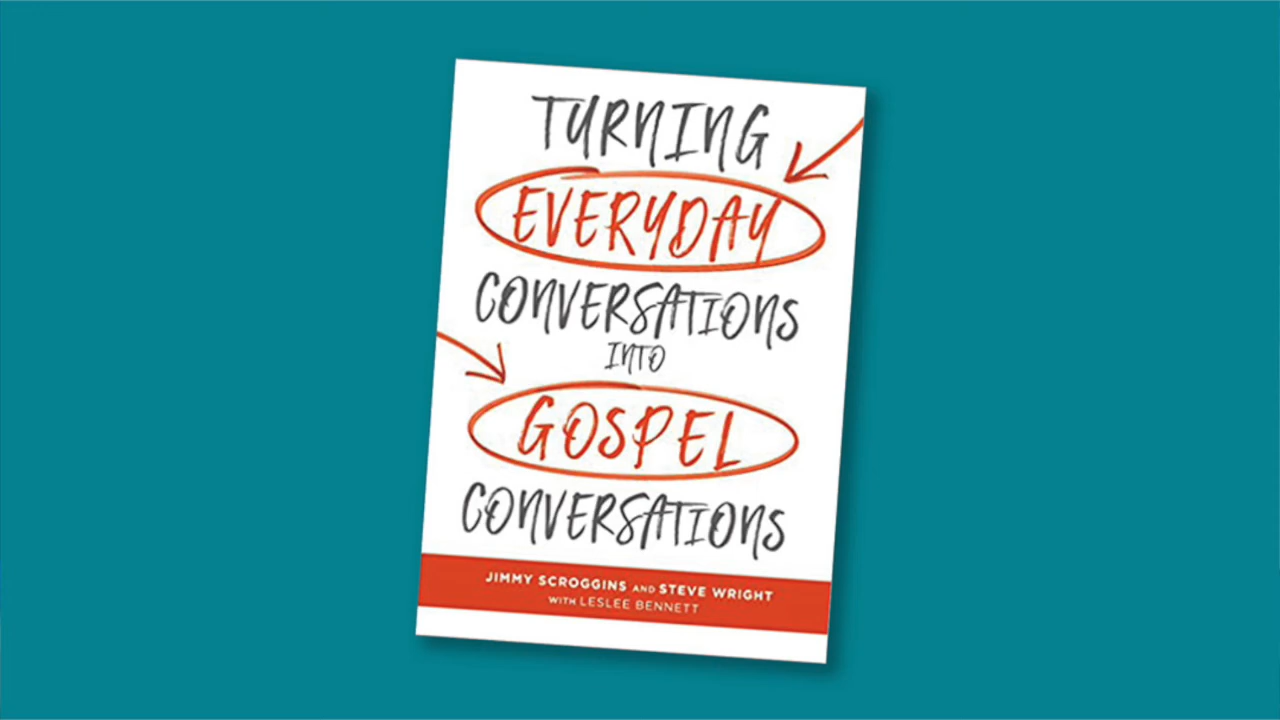 TURNING
EVERYDAY
CONVERSATIONS
INTO
GOSPEL
CONVERSATIONS
JIMMY SCROGGINS AND STEVE WRIGHT
WITH LESLEE BENNETT